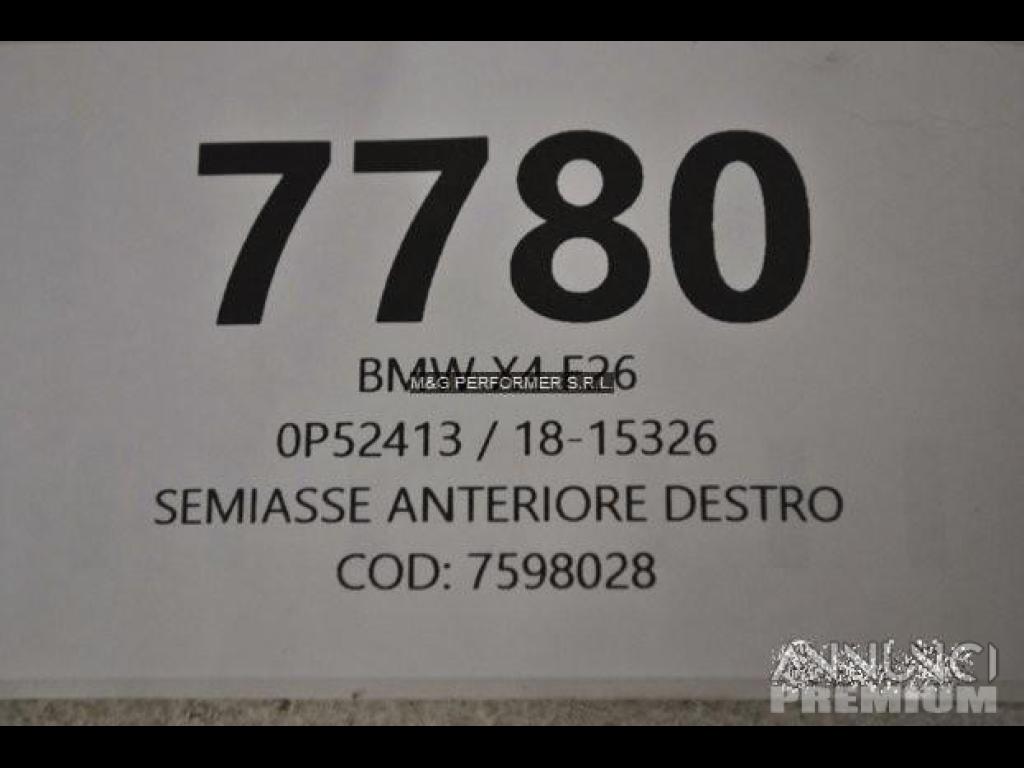 7780
BMW X4 F26
M&G PERFORMER S.R.L.
0P52413 / 18-15326
SEMIASSE ANTERIORE DESTRO
COD: 7598028
ANNUNCI
PREMIUM